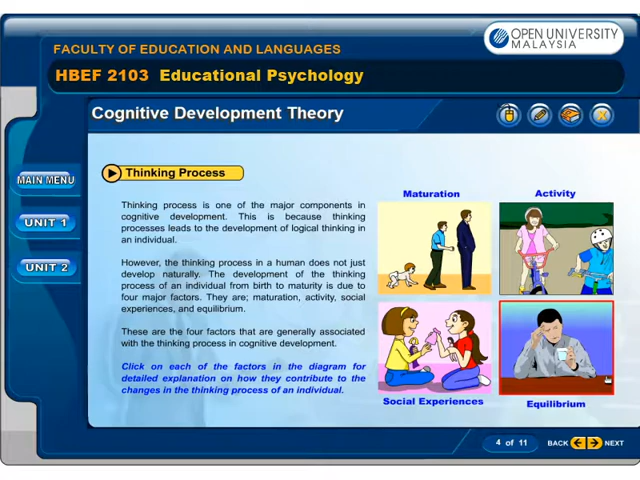 OPEN UNIVERSITY
MALAYSIA
FACULTY OF EDUCATION AND LANGUAGES
HBEF 2103 Educational Psychology
Cognitive Development Theory
MAIN MENU
UNIT 1
UNIT 2
Thinking Process
Thinking process is one of the major components in
cognitive development. This is because thinking
processes leads to the development of logical thinking in
an individual.
However, the thinking process in a human does not just
develop naturally. The development of the thinking
process of an individual from birth to maturity is due to
four major factors. They are; maturation, activity, social
experiences, and equilibrium.
These are the four factors that are generally associated
with the thinking process in cognitive development.
Click on each of the factors in the diagram for
detailed explanation on how they contribute to the
changes in the thinking process of an individual.
Maturation
Activity
Social Experiences
Equilibrium
4 of 11
BACK
NEXT